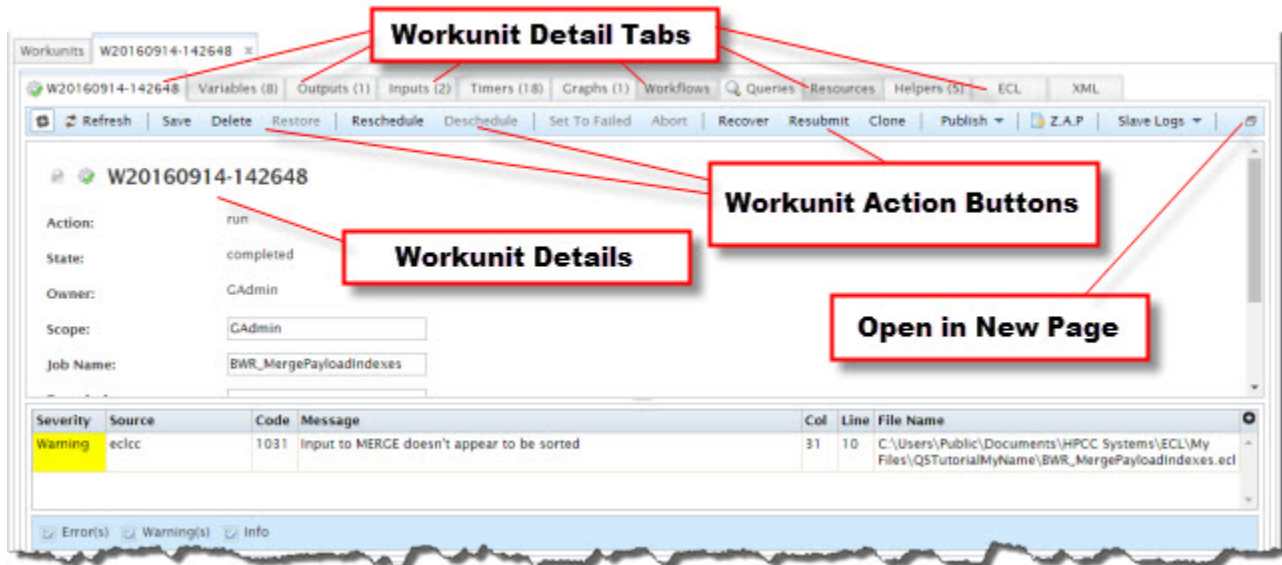 Workunit Detail Tabs
Workunits W20160914-142648 ×
W20160914-142648 Variables (8) Outputs (1) Inputs (2) Timers (18) Graphs (1) Workflows Queries Resources Helpers (5) ECL XML
Refresh Save Delete Restore Reschedule Deschedule Set To Failed Abort Recover Resubmit Clone Publish Z.A.P Slave Logs
W20160914-142648
Workunit Action Buttons
Action: run
Workunit Details
State: completed
Owner: GAdmin
Open in New Page
Scope: GAdmin
Job Name: BWR_MergePayloadIndexes
Severity Source Code Message Col Line File Name
Warning eclcc 1031 Input to MERGE doesn't appear to be sorted 31 10 C:\Users\Public\Documents\HPCC Systems\ECL\My
Files\QSTutorialMyName\BWR_MergePayloadIndexes.ecl
Error(s) Warning(s) Info